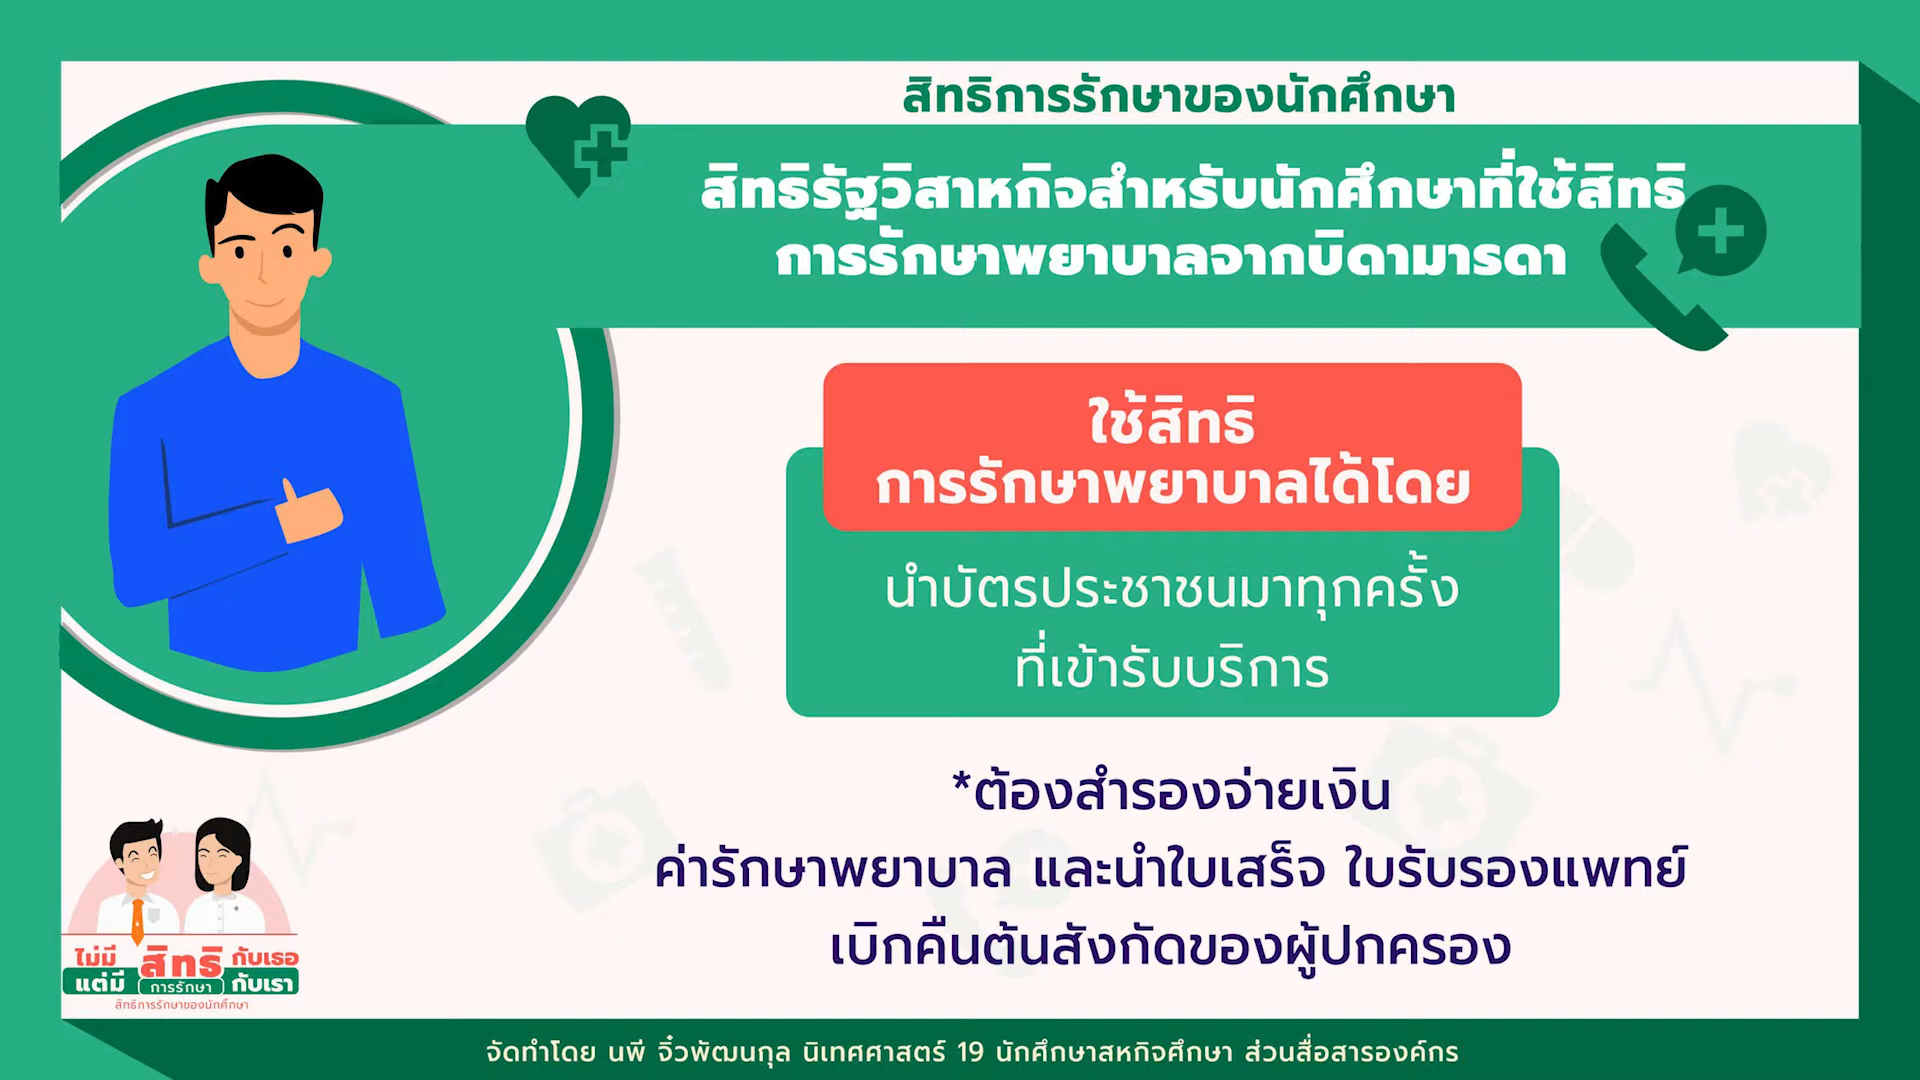 สิทธิการรักษาของนักศึกษา
สิทธิรัฐวิสาหกิจสำหรับนักศึกษาที่ใช้สิทธิ
การรักษาพยาบาลจากบิดามารดา
ใช้สิทธิ
การรักษาพยาบาลได้โดย
นำบัตรประชาชนมาทุกครั้ง
ที่เข้ารับบริการ
*ต้องสำรองจ่ายเงิน
ค่ารักษาพยาบาล และนำใบเสร็จ ใบรับรองแพทย์
เบิกคืนต้นสังกัดของผู้ปกครอง
ไม่มี สิทธิ กับเธอ
แต่มี การรักษา กับเรา
สิทธิการรักษาของนักศึกษา
จัดทำโดย นพี จิ๋วพัฒนกุล นิเทศศาสตร์ 19 นักศึกษาสหกิจศึกษา ส่วนสื่อสารองค์กร